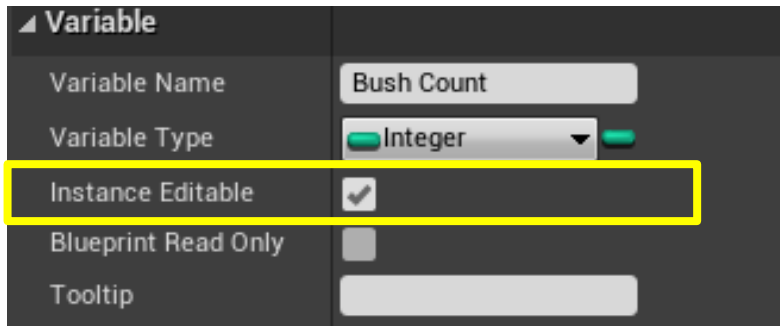 Variable
Variable Name Bush Count
Variable Type Integer
Instance Editable
Blueprint Read Only
Tooltip